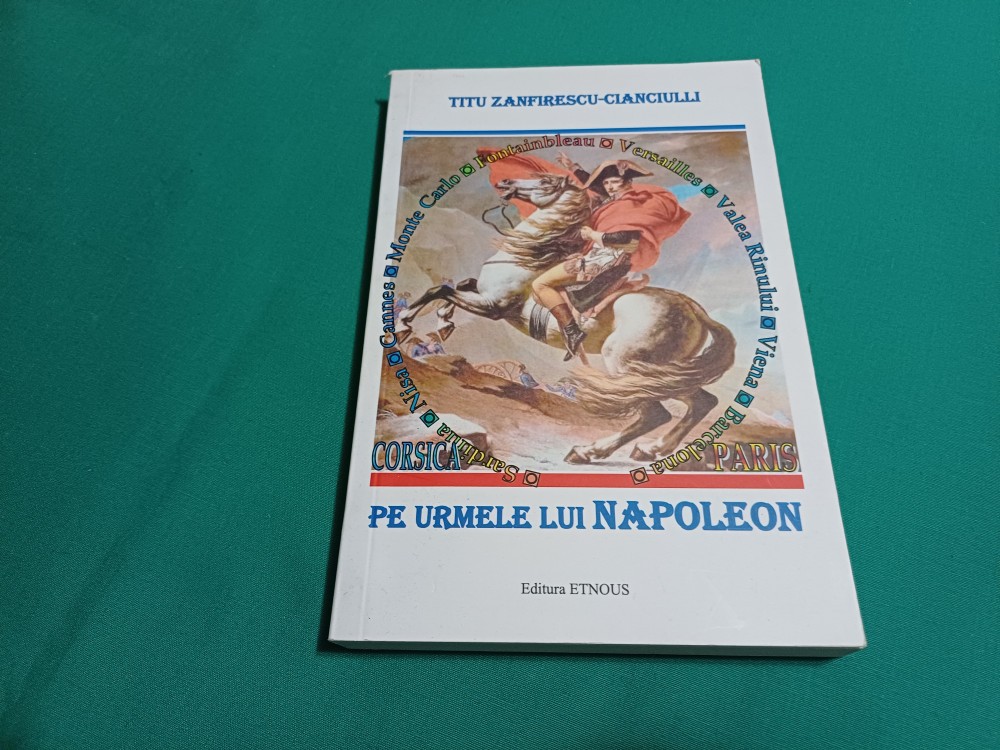 TITU ZANFIRESCU-CIANCIULLI
Sardinia Nisa Cannes Monte Carlo Fontainbleau Versailles Valea Rinului Viena Barcelona
CORSICA
PARIS
PE URMELE LUI NAPOLEON
Editura ETNOUS